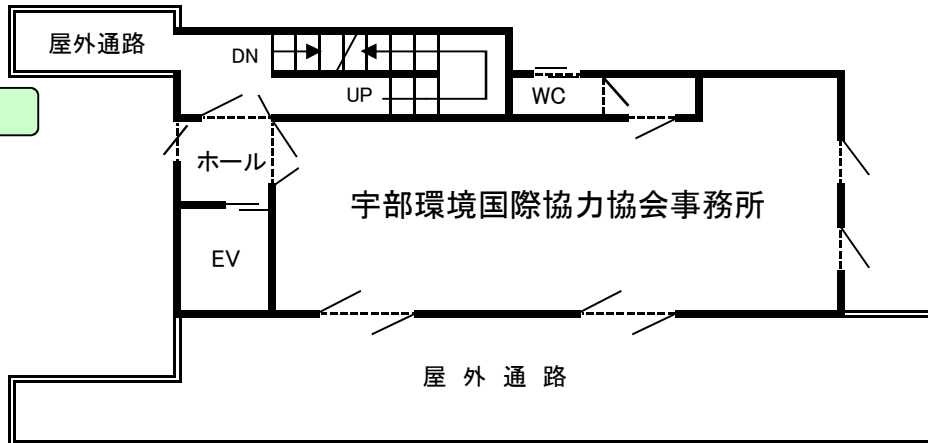 屋外通路
DN
UP
WC
ホール
宇部環境国際協力協会事務所
EV
屋 外 通 路